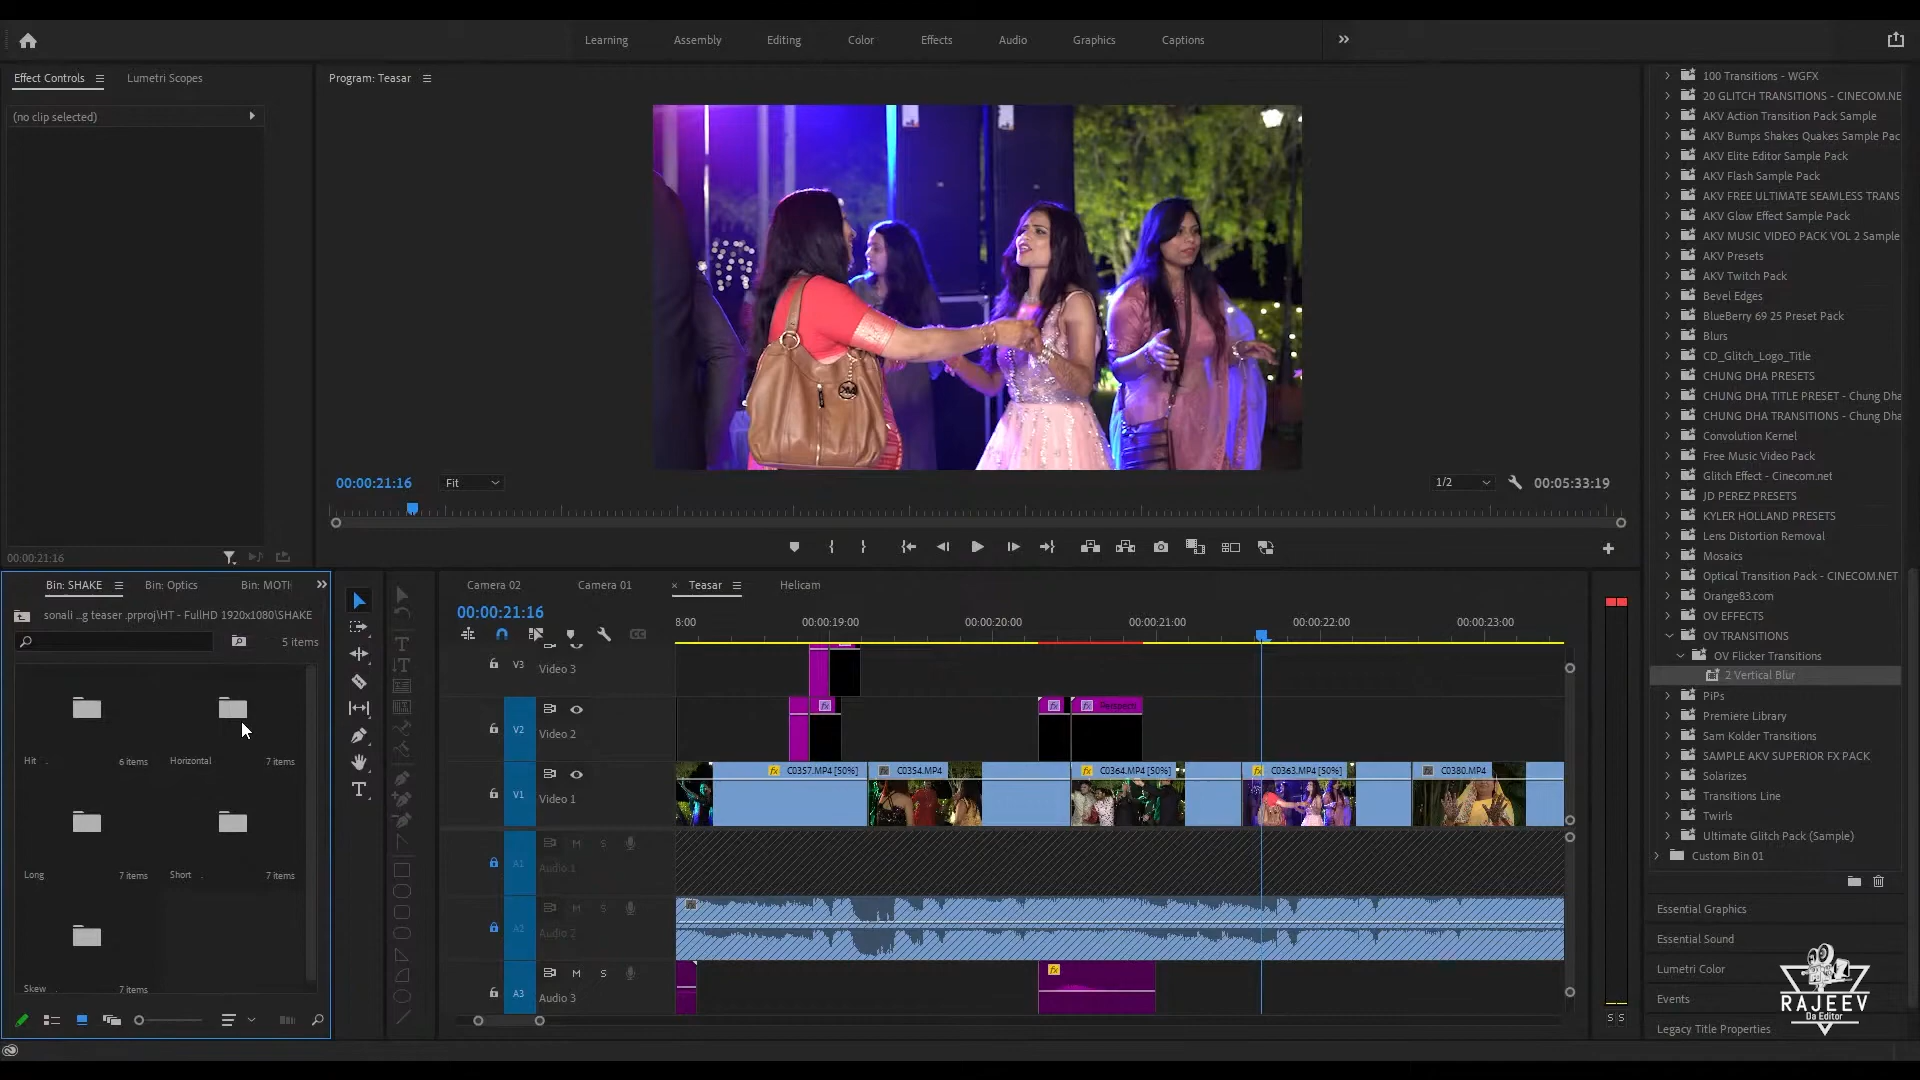 Learning
Assembly
Editing
Color
Effects
Audio
Graphics
Captions
Effect Controls
Lumetri Scopes
Program: Teasar
(no clip selected)
100 Transitions - WGFX
20 GLITCH TRANSITIONS - CINECOM.NE
AKV Action Transition Pack Sample
AKV Bumps Shakes Quakes Sample Pac
AKV Elite Editor Sample Pack
AKV Flash Sample Pack
AKV FREE ULTIMATE SEAMLESS TRANS
AKV Glow Effect Sample Pack
AKV MUSIC VIDEO PACK VOL 2 Sample
AKV Presets
AKV Twitch Pack
Bevel Edges
BlueBerry 69 25 Preset Pack
Blurs
CD_Glitch_Logo_Title
CHUNG DHA PRESETS
CHUNG DHA TITLE PRESET - Chung Dha
CHUNG DHA TRANSITIONS - Chung Dha
Convolution Kernel
Free Music Video Pack
Glitch Effect - Cinecom.net
JD PEREZ PRESETS
KYLER HOLLAND PRESETS
Lens Distortion Removal
Mosaics
Optical Transition Pack - CINECOM.NET
Orange83.com
OV EFFECTS
OV TRANSITIONS
OV Flicker Transitions
2 Vertical Blur
PiPs
Premiere Library
Sam Kolder Transitions
SAMPLE AKV SUPERIOR FX PACK
Solarizes
Transitions Line
Twirls
Ultimate Glitch Pack (Sample)
Custom Bin 01
Essential Graphics
Essential Sound
Lumetri Color
Events
Legacy Title Properties
00:00:21:16
Fit
1/2
00:05:33:19
00:00:21:16
Bin: SHAKE
Bin: Optics
Bin: MOTI
sonali ...g teaser .prproj\HT - FullHD 1920x1080\SHAKE
5 items
Hit
6 items
Horizontal
7 items
Long
7 items
Short
7 items
Skew
7 items
Camera 02
Camera 01
× Teasar
Helicam
00:00:21:16
8:00
00:00:19:00
00:00:20:00
00:00:21:00
00:00:22:00
00:00:23:00
V3
Video 3
V2
Video 2
fx
fx
fx
V1
Video 1
fx C0357.MP4 [50%]
fx C0354.MP4
fx C0364.MP4 [50%]
fx C0363.MP4 [50%]
fx C0380.MP4
A1
M S
Audio 1
A2
M S
Audio 2
A3
M S
Audio 3
fx
S S
RAJEEV
Da Editor